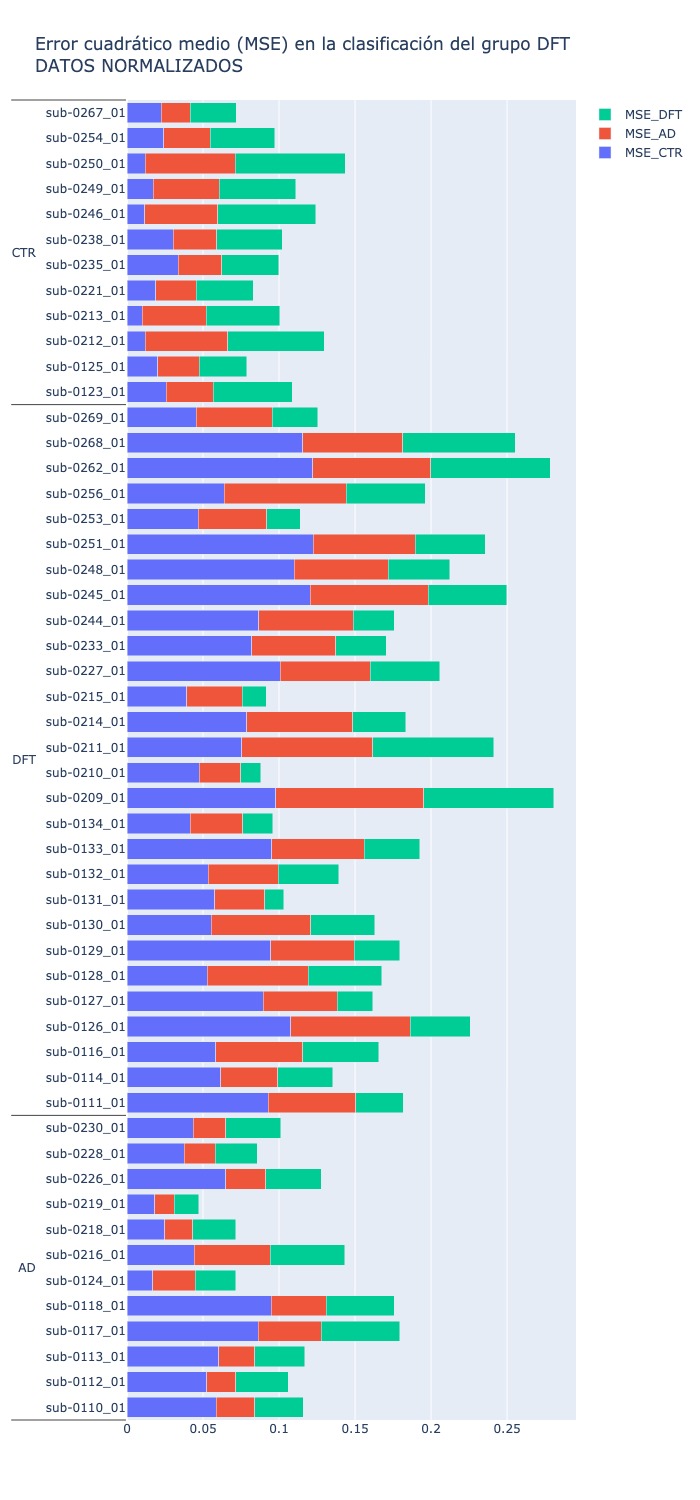 Error cuadrático medio (MSE) en la clasificación del grupo DFT
DATOS NORMALIZADOS
MSE_DFT
MSE_AD
MSE_CTR
CTR
sub-0267_01
sub-0254_01
sub-0250_01
sub-0249_01
sub-0246_01
sub-0238_01
sub-0235_01
sub-0221_01
sub-0213_01
sub-0212_01
sub-0125_01
sub-0123_01
DFT
sub-0269_01
sub-0268_01
sub-0262_01
sub-0256_01
sub-0253_01
sub-0251_01
sub-0248_01
sub-0245_01
sub-0244_01
sub-0233_01
sub-0227_01
sub-0215_01
sub-0214_01
sub-0211_01
sub-0210_01
sub-0209_01
sub-0134_01
sub-0133_01
sub-0132_01
sub-0131_01
sub-0130_01
sub-0129_01
sub-0128_01
sub-0127_01
sub-0126_01
sub-0116_01
sub-0114_01
sub-0111_01
AD
sub-0230_01
sub-0228_01
sub-0226_01
sub-0219_01
sub-0218_01
sub-0216_01
sub-0124_01
sub-0118_01
sub-0117_01
sub-0113_01
sub-0112_01
sub-0110_01
0 0.05 0.1 0.15 0.2 0.25